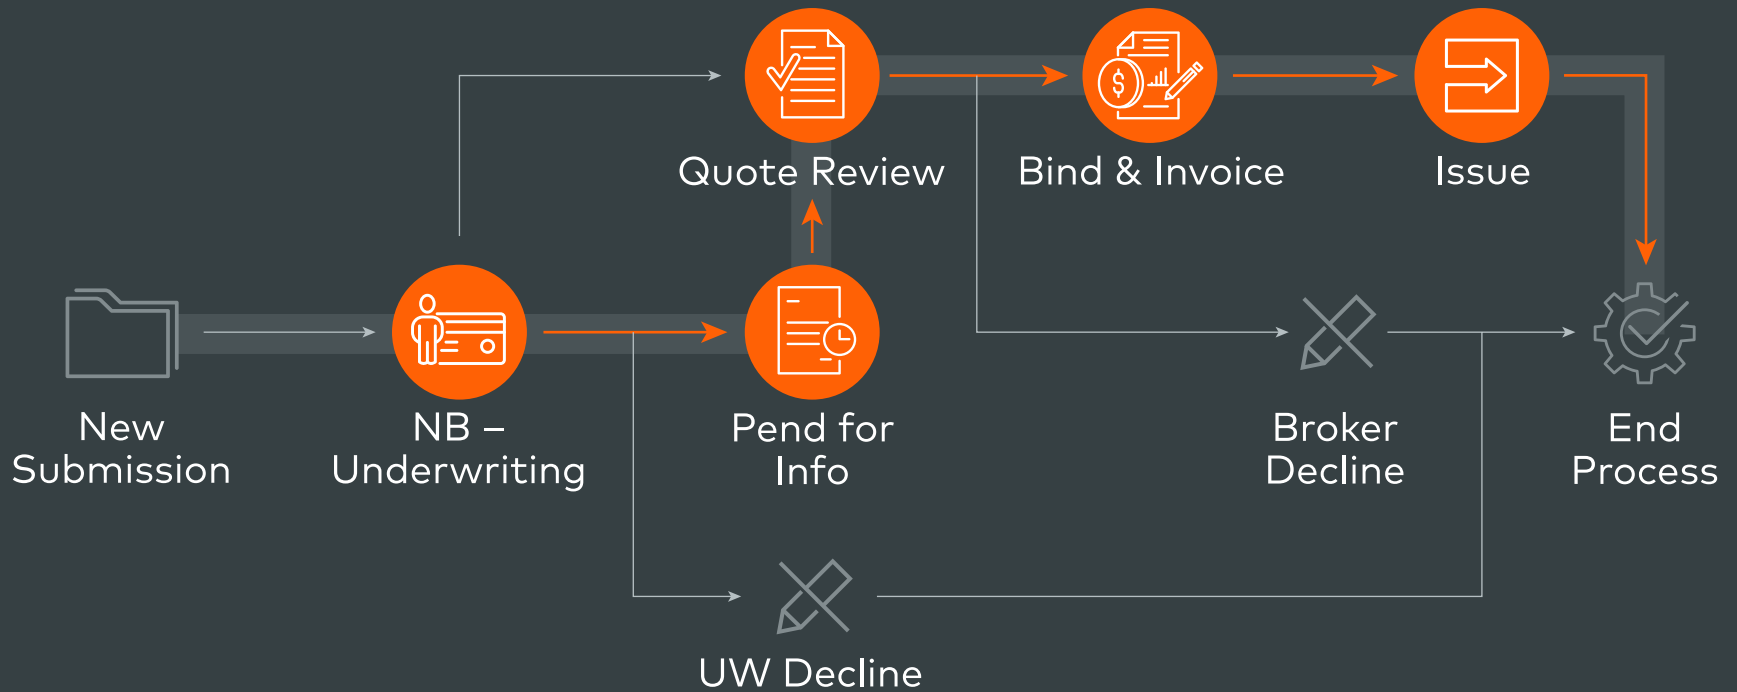 Quote Review
Bind & Invoice
Issue
$
New
Submission
NB –
Underwriting
Pend for
Info
Broker
Decline
End
Process
UW Decline